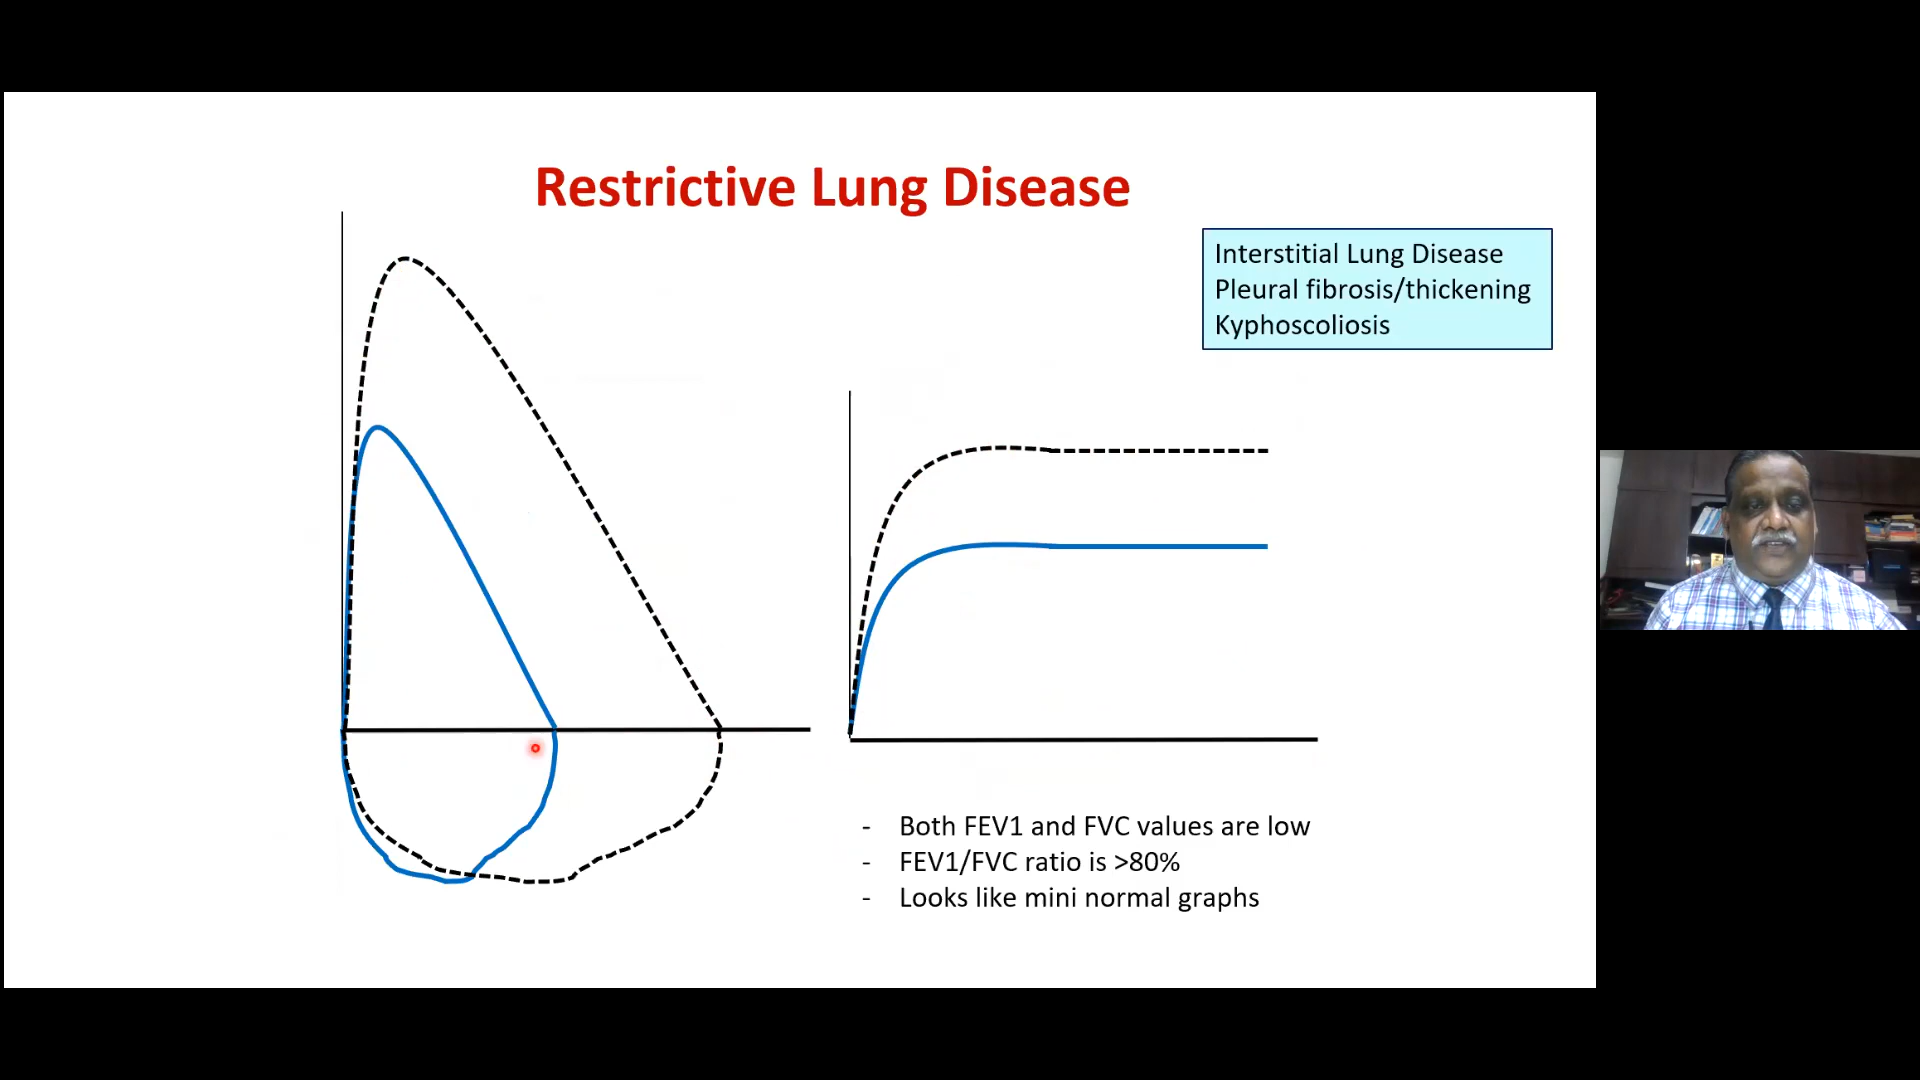 Restrictive Lung Disease
Interstitial Lung Disease
Pleural fibrosis/thickening
Kyphoscoliosis
- Both FEV1 and FVC values are low
- FEV1/FVC ratio is >80%
- Looks like mini normal graphs